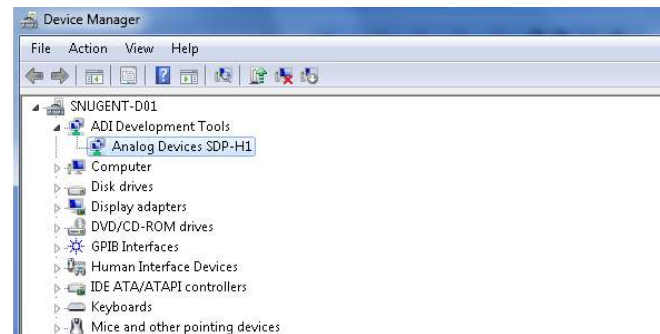 Device Manager
File Action View Help
SNUGENT-D01
ADI Development Tools
Analog Devices SDP-H1
Computer
Disk drives
Display adapters
DVD/CD-ROM drives
GPIB Interfaces
Human Interface Devices
IDE ATA/ATAPI controllers
Keyboards
Mice and other pointing devices